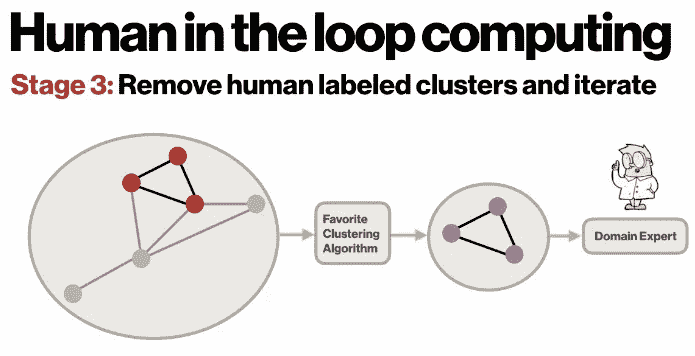 Human in the loop computing
Stage 3: Remove human labeled clusters and iterate
Favorite
Clustering
Algorithm
Domain Expert